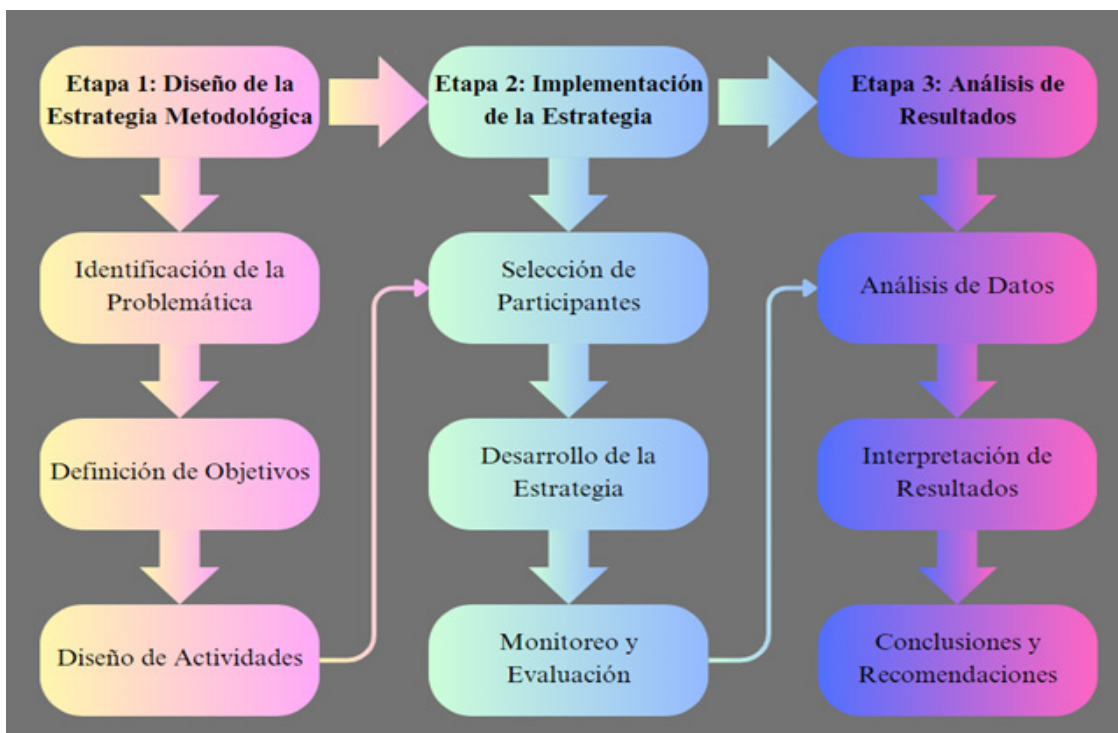 Etapa 1: Diseño de la
Estrategia Metodológica
Etapa 2: Implementación
de la Estrategia
Etapa 3: Análisis de
Resultados
Identificación de la
Problemática
Definición de Objetivos
Diseño de Actividades
Selección de
Participantes
Desarrollo de la
Estrategia
Monitoreo y
Evaluación
Análisis de Datos
Interpretación de
Resultados
Conclusiones y
Recomendaciones